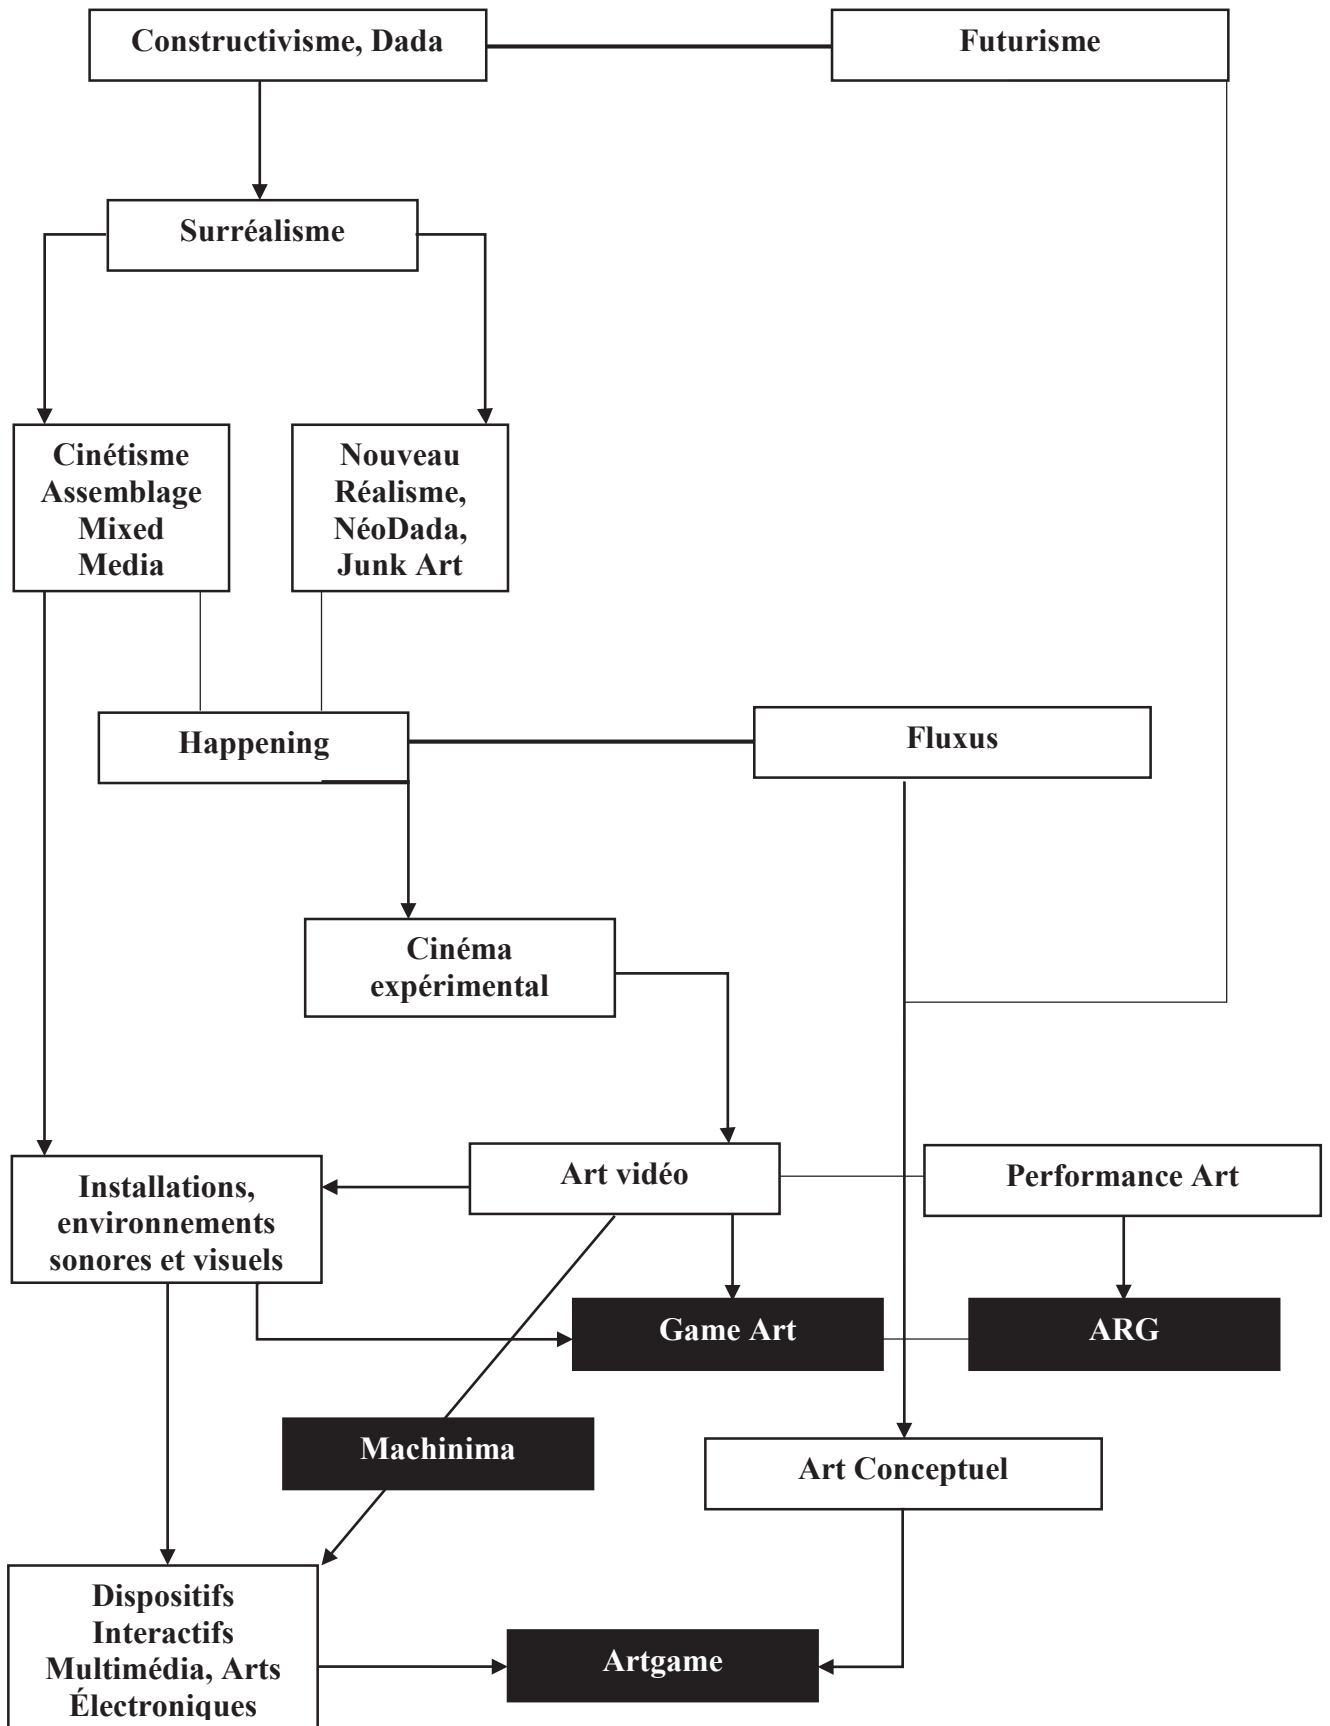 Constructivisme, Dada
Futurisme
Surréalisme
Cinétisme
Assemblage
Mixed
Media
Nouveau
Réalisme,
NéoDada,
Junk Art
Happening
Fluxus
Cinéma
expérimental
Installations,
environnements
sonores et visuels
Art vidéo
Performance Art
Game Art
ARG
Machinima
Art Conceptuel
Dispositifs
Interactifs
Multimédia, Arts
Électroniques
Artgame